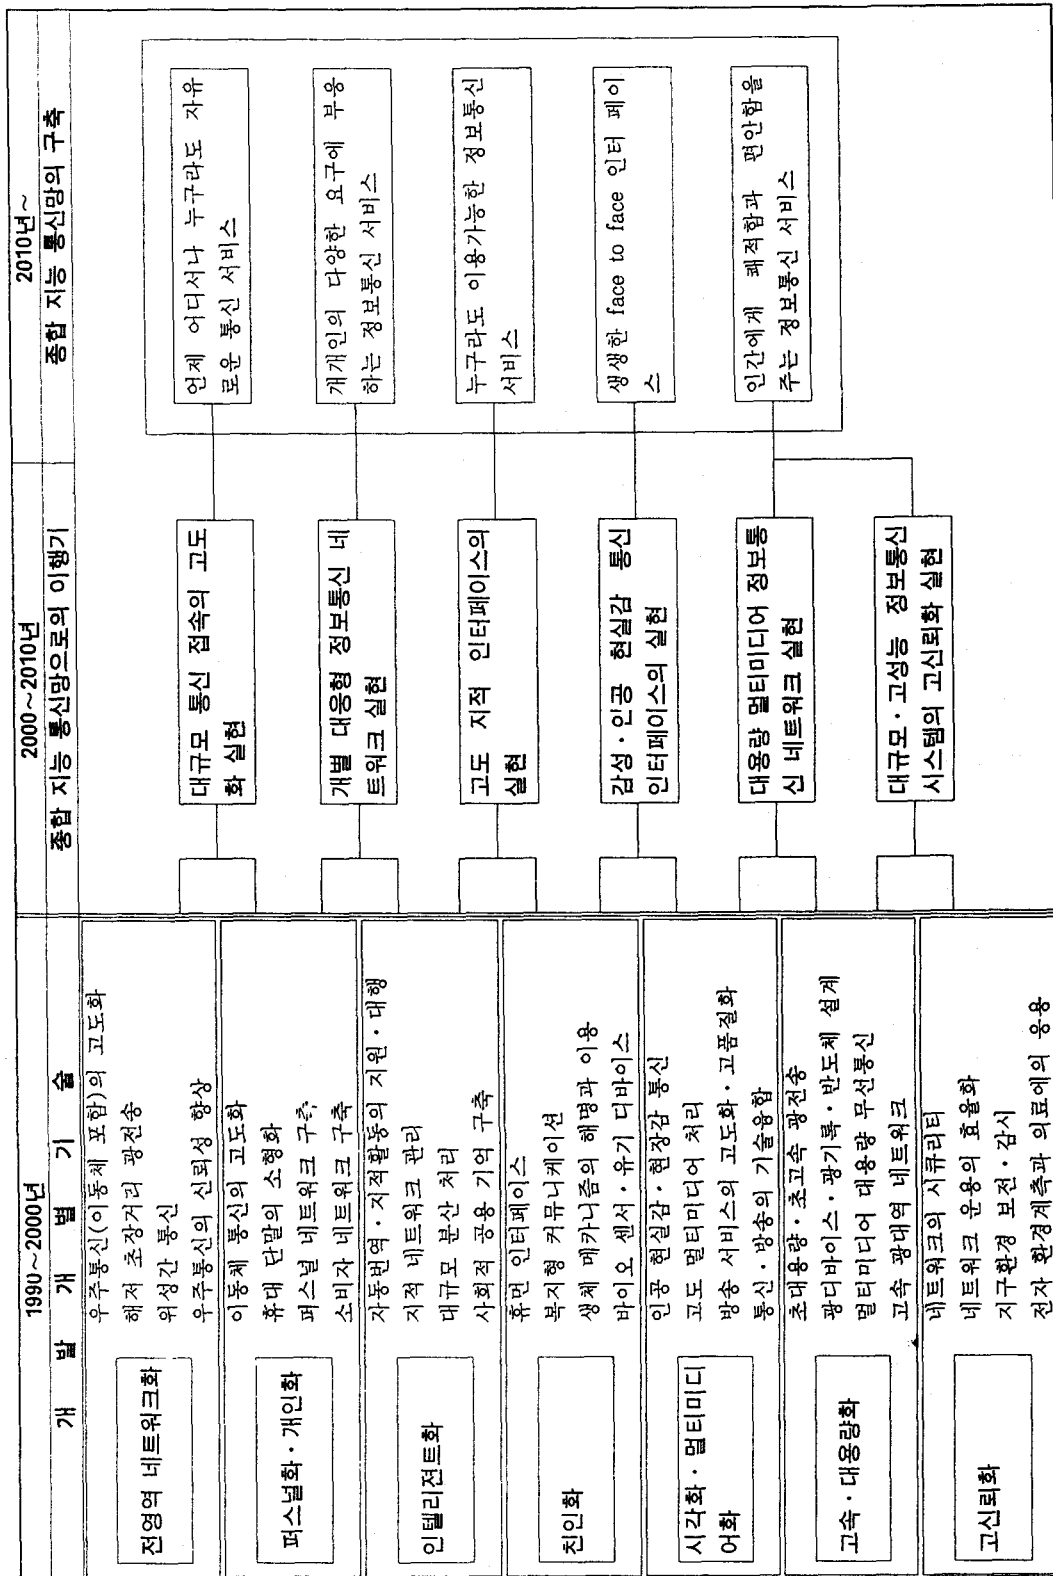 1990~2000년
2000~2010년
2010년~
개 발 개 별 기 술
종합 지능 통신망으로의 이행기
종합 지능 통신망의 구축
전영역 네트워크화
우주통신(이동체 포함)의 고도화
해저 초장거리 광전송
위성간 통신
우주통신의 신뢰성 향상
퍼스널화·개인화
이동체 통신의 고도화
휴대 단말의 소형화
퍼스널 네트워크 구축
소비자 네트워크 구축
인텔리전트화
자동번역·지적활동의 지원·대행
지적 네트워크 관리
대규모 분산 처리
사회적 공용 기억 구축
친인화
휴먼 인터페이스
복지형 커뮤니케이션
생체 메카니즘의 해명과 이용
바이오 센서·유기 디바이스
시각화·멀티미디
어화
인공 현실감·현장감 통신
고도 멀티미디어 처리
방송 서비스의 고도화·고품질화
통신·방송의 기술융합
고속·대용량화
초대용량·초고속 광전송
광디바이스·광기록·반도체 설계
멀티미디어 대용량 무선통신
고속 광대역 네트워크
고신뢰화
네트워크의 시큐리티
네트워크 운용의 효율화
지구환경 보전·감시
전자 환경계측과 의료에의 응용
대규모 통신 접속의 고도
화 실현
개별 대응형 정보통신 네
트워크 실현
고도 지적 인터페이스의
실현
감성·인공 현실감 통신
인터페이스의 실현
대용량 멀티미디어 정보통
신 네트워크 실현
대규모·고성능 정보통신
시스템의 고신뢰화 실현
언제 어디서나 누구라도 자유
로운 통신 서비스
개개인의 다양한 요구에 부응
하는 정보통신 서비스
누구라도 이용가능한 정보통신
서비스
생생한 face to face 인터 페이
스
인간에게 쾌적함과 편안함을
주는 정보통신 서비스